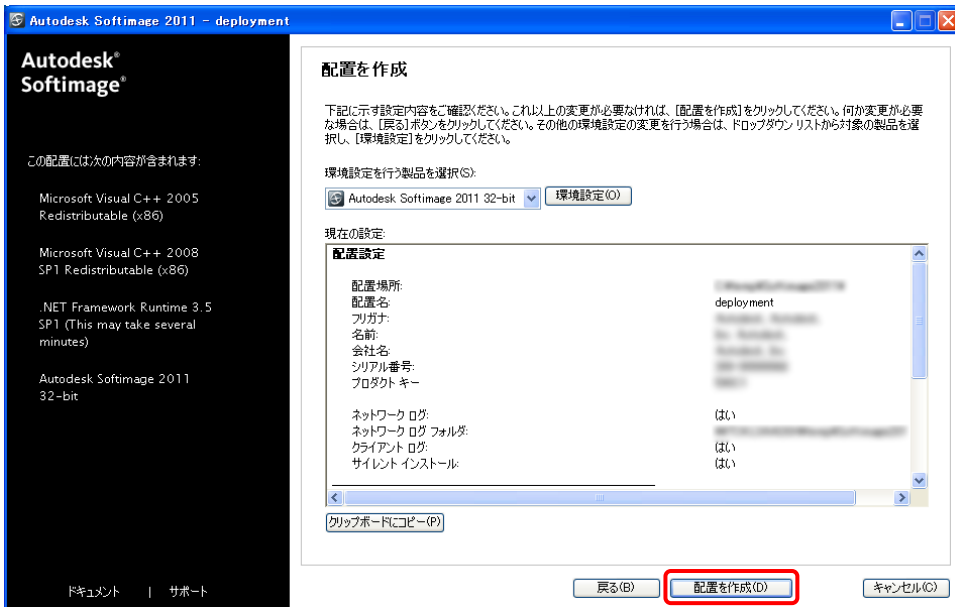 Autodesk Softimage 2011 - deployment
Autodesk®
Softimage®
この配置には次の内容が含まれます:
Microsoft Visual C++ 2005
Redistributable (x86)
Microsoft Visual C++ 2008
SP1 Redistributable (x86)
.NET Framework Runtime 3.5
SP1 (This may take several
minutes)
Autodesk Softimage 2011
32-bit
ドキュメント | サポート
配置を作成
下記に示す設定内容をご確認ください。これ以上の変更が必要なければ、[配置を作成]をクリックしてください。何か変更が必要
な場合は、[戻る]ボタンをクリックしてください。その他の環境設定の変更を行う場合は、ドロップダウン リストから対象の製品を選
択し、[環境設定]をクリックしてください。
環境設定を行う製品を選択(S):
Autodesk Softimage 2011 32-bit 環境設定(O)
現在の設定:
配置設定
配置場所:
配置名: deployment
フリガナ:
名前:
会社名:
シリアル番号:
プロダクト キー
ネットワーク ログ: はい
ネットワーク ログ フォルダ:
クライアント ログ: はい
サイレント インストール: はい
クリップボードにコピー(P)
戻る(B) 配置を作成(D) キャンセル(C)